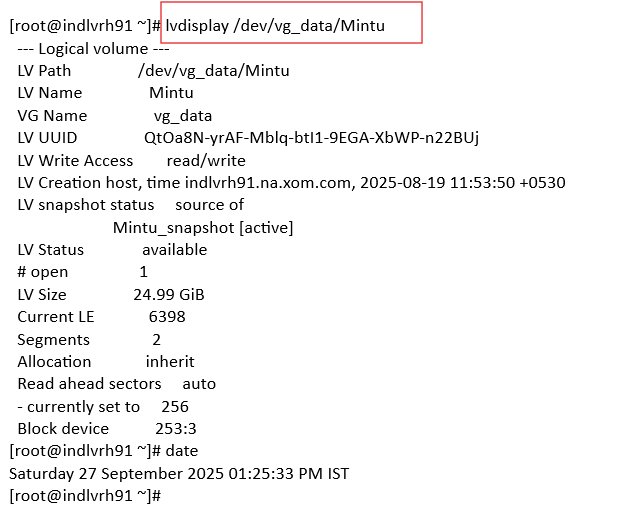 [root@indlvrh91 ~]# lvdisplay /dev/vg_data/Mintu
--- Logical volume ---
LV Path /dev/vg_data/Mintu
LV Name Mintu
VG Name vg_data
LV UUID QtOa8N-yrAF-Mblq-btI1-9EGA-XbWP-n22BUj
LV Write Access read/write
LV Creation host, time indlvrh91.na.xom.com, 2025-08-19 11:53:50 +0530
LV snapshot status source of
Mintu_snapshot [active]
LV Status available
# open 1
LV Size 24.99 GiB
Current LE 6398
Segments 2
Allocation inherit
Read ahead sectors auto
- currently set to 256
Block device 253:3
[root@indlvrh91 ~]# date
Saturday 27 September 2025 01:25:33 PM IST
[root@indlvrh91 ~]#